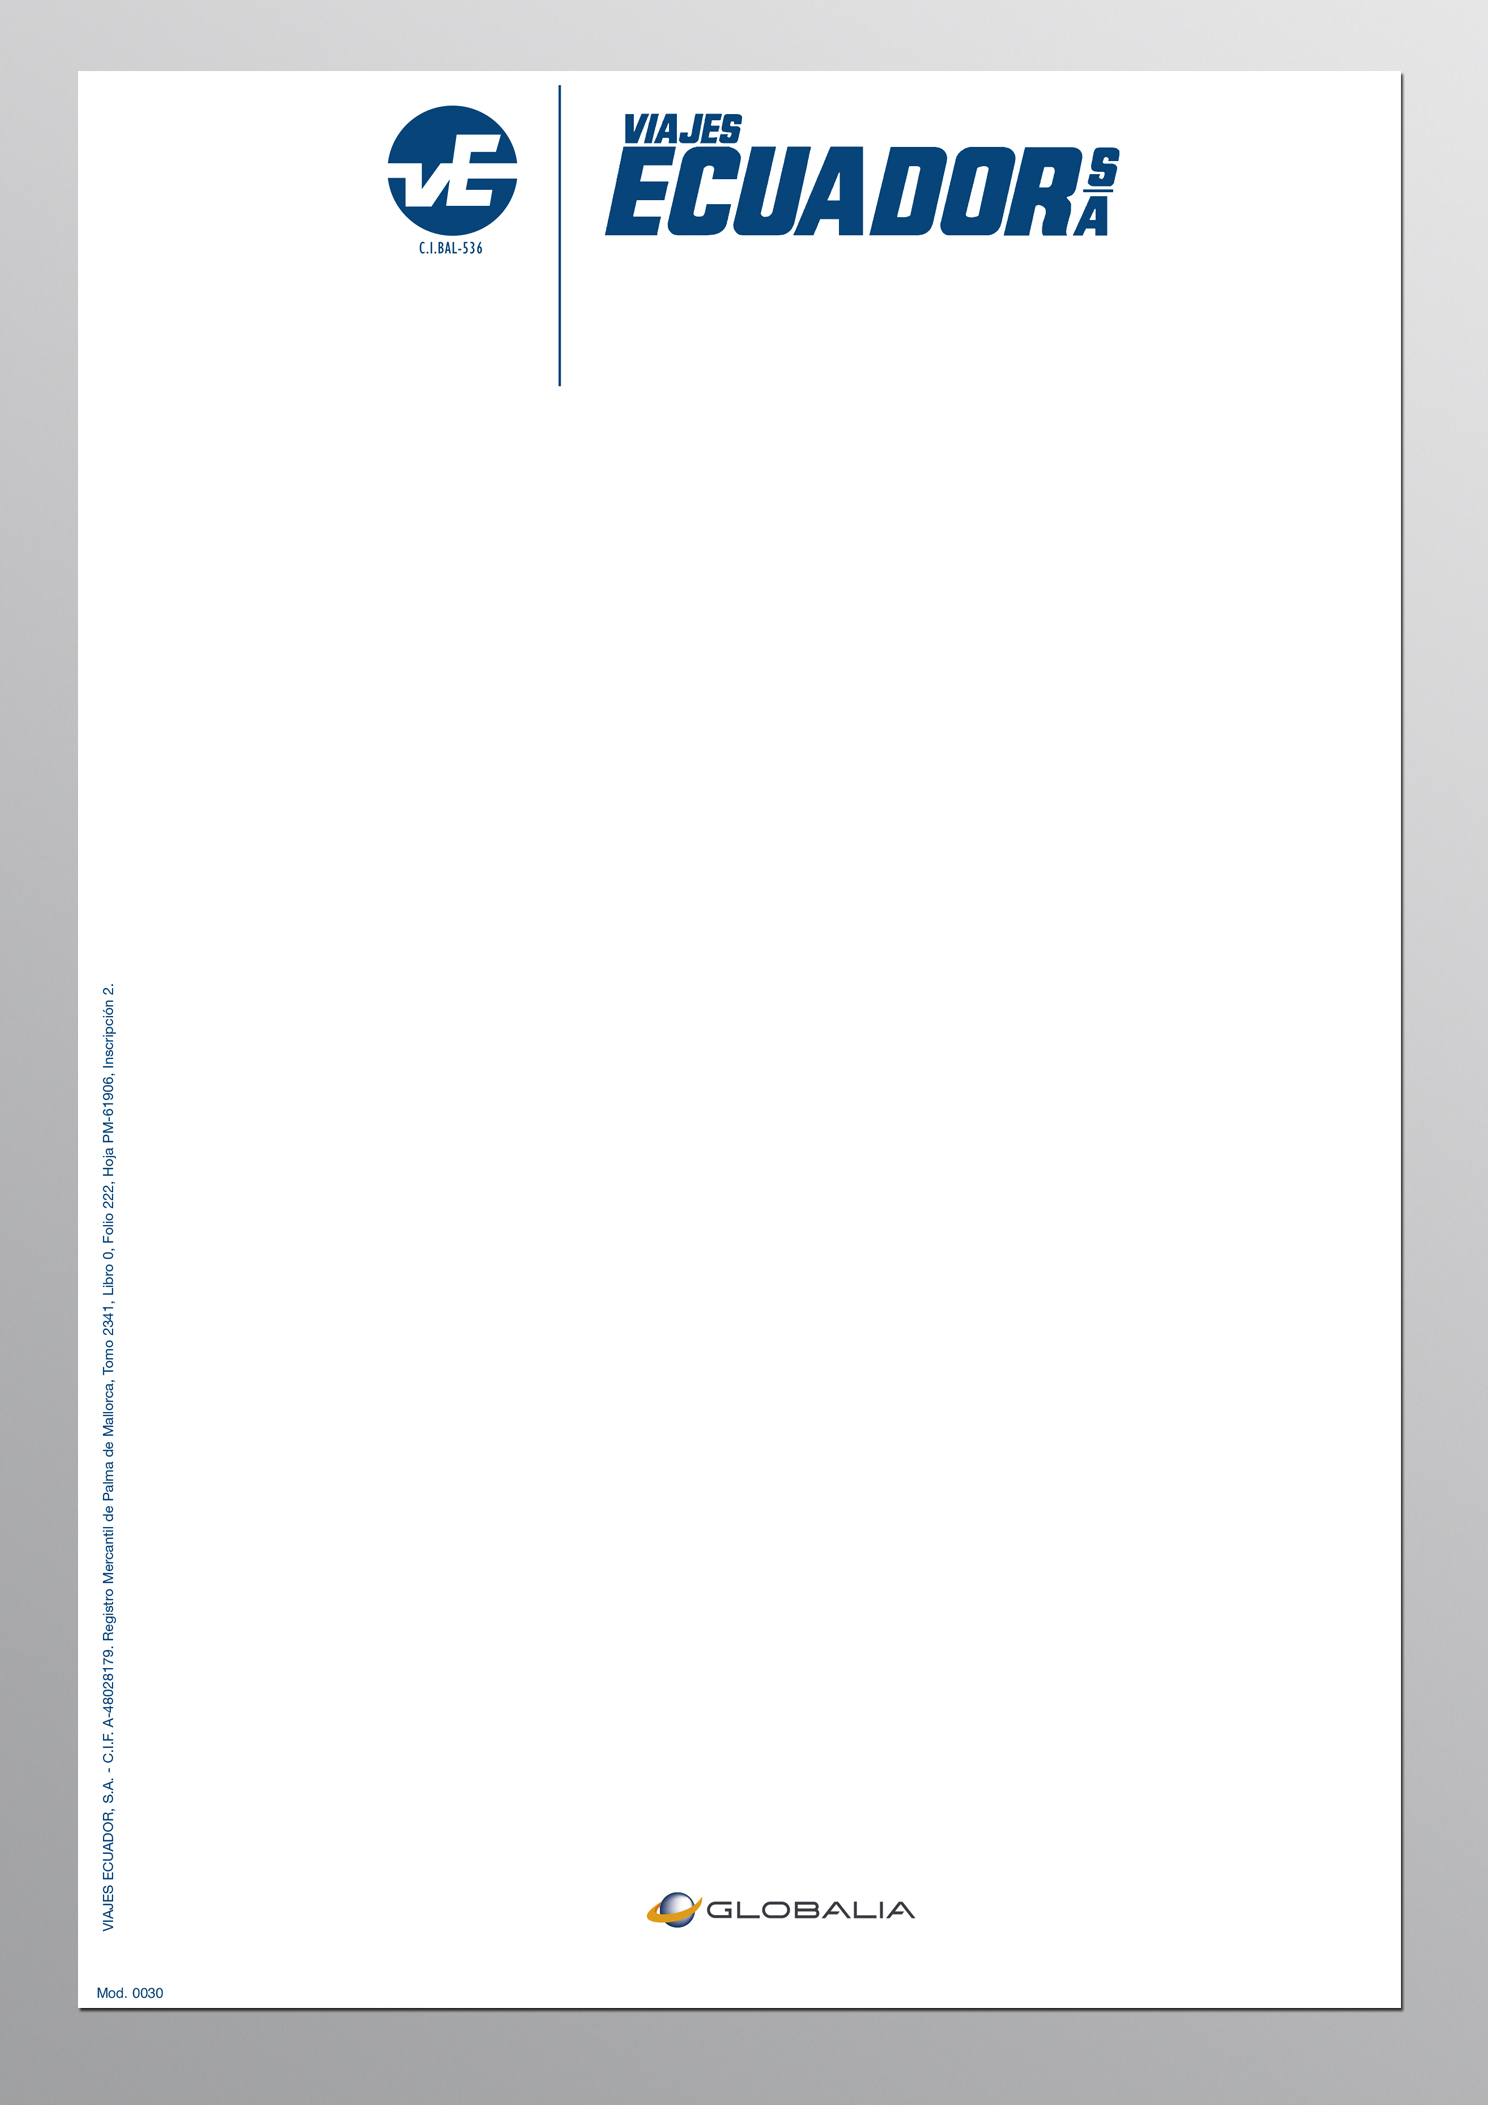 VE
C.I.BAL-536
VIAJES
ECUADOR S A
VIAJES ECUADOR, S.A. - C.I.F. A-48028179. Registro Mercantil de Palma de Mallorca, Tomo 2341, Libro 0, Folio 222, Hoja PM-61906, Inscripción 2.
GLOBALIA
Mod. 0030